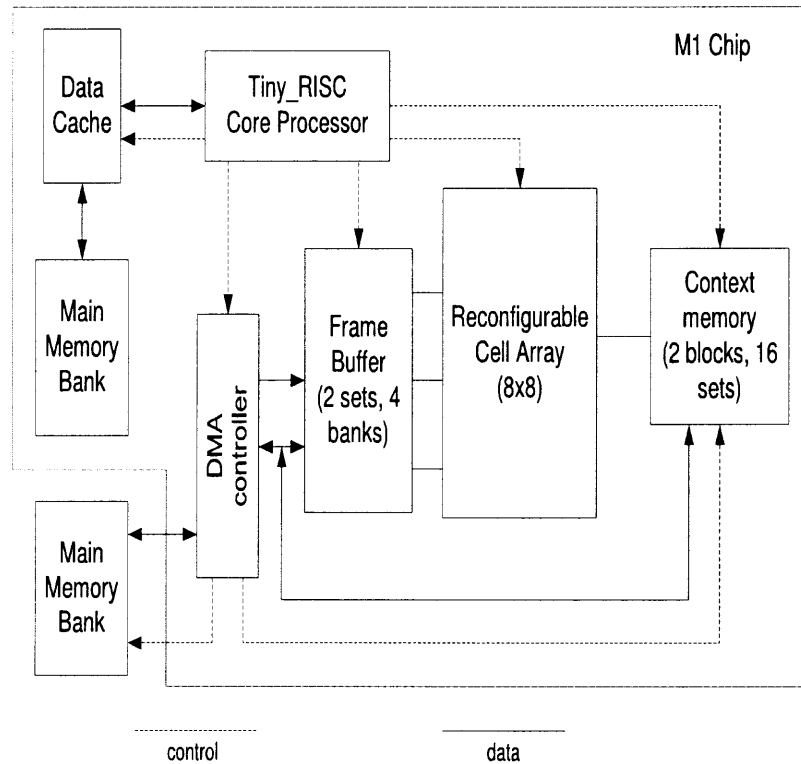 M1 Chip
Data
Cache
Tiny_RISC
Core Processor
Main
Memory
Bank
DMA
controller
Frame
Buffer
(2 sets, 4
banks)
Reconfigurable
Cell Array
(8x8)
Context
memory
(2 blocks, 16
sets)
Main
Memory
Bank
control
data